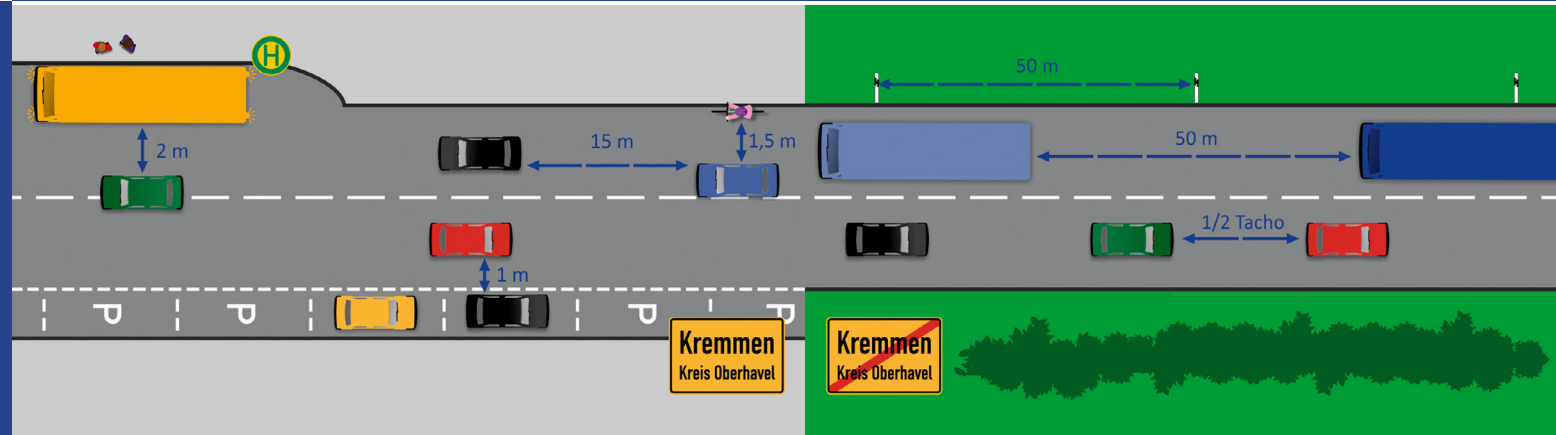 H
50 m
2 m
15 m
1,5 m
50 m
1/2 Tacho
1 m
P
P
P
P
Kremmen
Kreis Oberhavel
Kremmen
Kreis Oberhavel